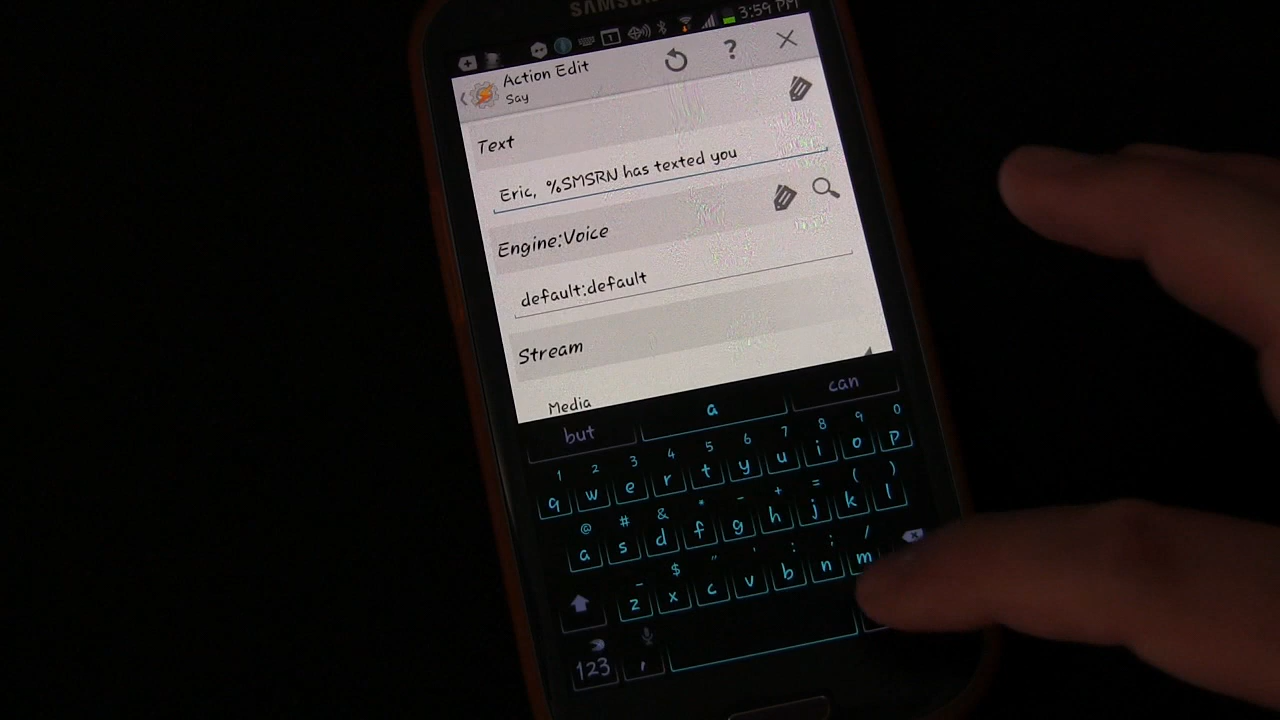 SAMSUNG
3:59 PM
Action Edit
Say
?
Text
Eric, %SMSRN has texted you
Engine:Voice
default:default
Stream
Media
but a can
1 2 3 4 5 6 7 8 9 0
q w e r t y u i o p
@ # & * - + = ( )
a s d f g h j k l
_ $ " ' : ; /
z x c v b n m
123 ,